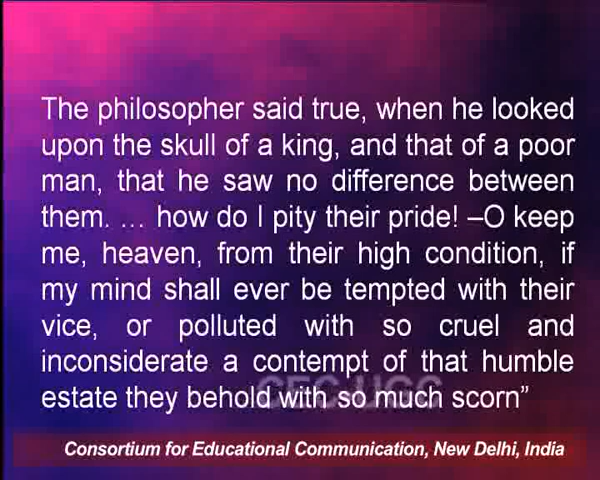 The philosopher said true, when he looked
upon the skull of a king, and that of a poor
man, that he saw no difference between
them. … how do I pity their pride! –O keep
me, heaven, from their high condition, if
my mind shall ever be tempted with their
vice, or polluted with so cruel and
inconsiderate a contempt of that humble
estate they behold with so much scorn”
CEC-UGC
Consortium for Educational Communication, New Delhi, India